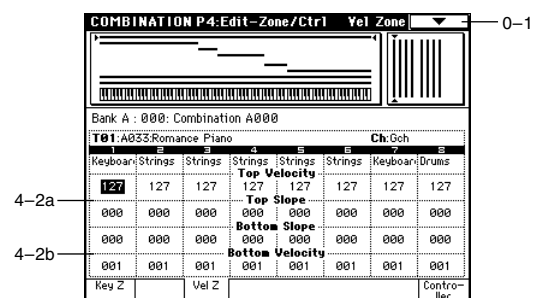 COMBINATION P4:Edit-Zone/Ctrl Vel Zone
0–1
Bank A : 000: Combination A000
T01:A033:Romance Piano Ch:Gch
1 2 3 4 5 6 7 8
Keyboar Strings Strings Strings Strings Strings Keyboar Drums
Top Velocity
127 127 127 127 127 127 127 127
4–2a
Top Slope
000 000 000 000 000 000 000 000
Bottom Slope
000 000 000 000 000 000 000 000
4–2b
Bottom Velocity
001 001 001 001 001 001 001 001
Key Z Vel Z Contro-
ller